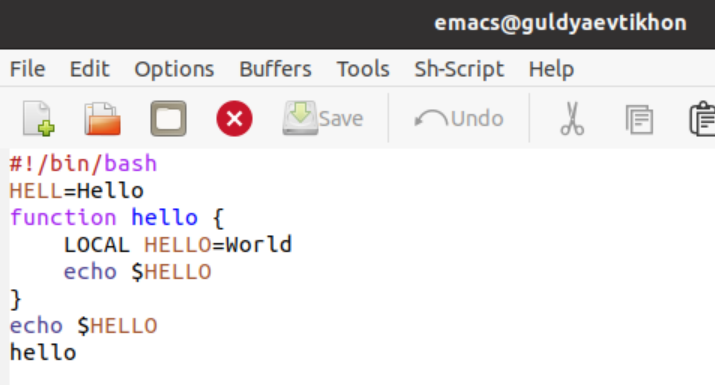 emacs@guldyaevtikhon
File Edit Options Buffers Tools Sh-Script Help
Save Undo
#!/bin/bash
HELL=Hello
function hello {
    LOCAL HELLO=World
    echo $HELLO
}
echo $HELLO
hello